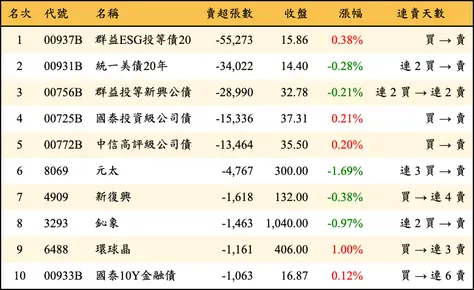 名次 代號 名稱 賣超張數 收盤 漲幅 連賣天數
1 00937B 群益ESG投等債20 -55,273 15.86 0.38% 買 → 賣
2 00931B 統一美債20年 -34,022 14.40 -0.28% 連 2 買 → 賣
3 00756B 群益投等新興公債 -28,990 32.78 -0.21% 連 2 買 → 連 2 賣
4 00725B 國泰投資級公司債 -15,336 37.31 0.21% 買 → 賣
5 00772B 中信高評級公司債 -13,464 35.50 0.20% 買 → 賣
6 8069 元太 -4,767 300.00 -1.69% 連 3 買 → 賣
7 4909 新復興 -1,618 132.00 -0.38% 買 → 連 4 賣
8 3293 鈊象 -1,463 1,040.00 -0.97% 連 2 買 → 賣
9 6488 環球晶 -1,161 406.00 1.00% 買 → 連 3 賣
10 00933B 國泰10Y金融債 -1,063 16.87 0.12% 買 → 連 6 賣